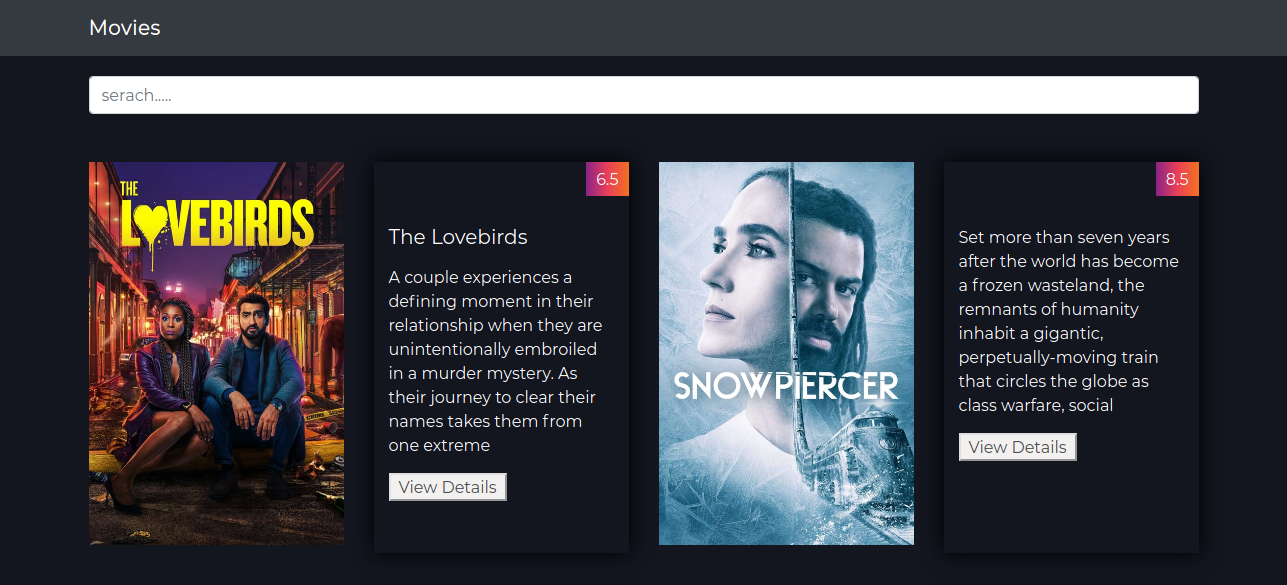 Movies
serach.....
THE
LOVEBIRDS
6.5
The Lovebirds
A couple experiences a
defining moment in their
relationship when they are
unintentionally embroiled
in a murder mystery. As
their journey to clear their
names takes them from
one extreme
View Details
SNOWPIERCER
8.5
Set more than seven years
after the world has become
a frozen wasteland, the
remnants of humanity
inhabit a gigantic,
perpetually-moving train
that circles the globe as
class warfare, social
View Details